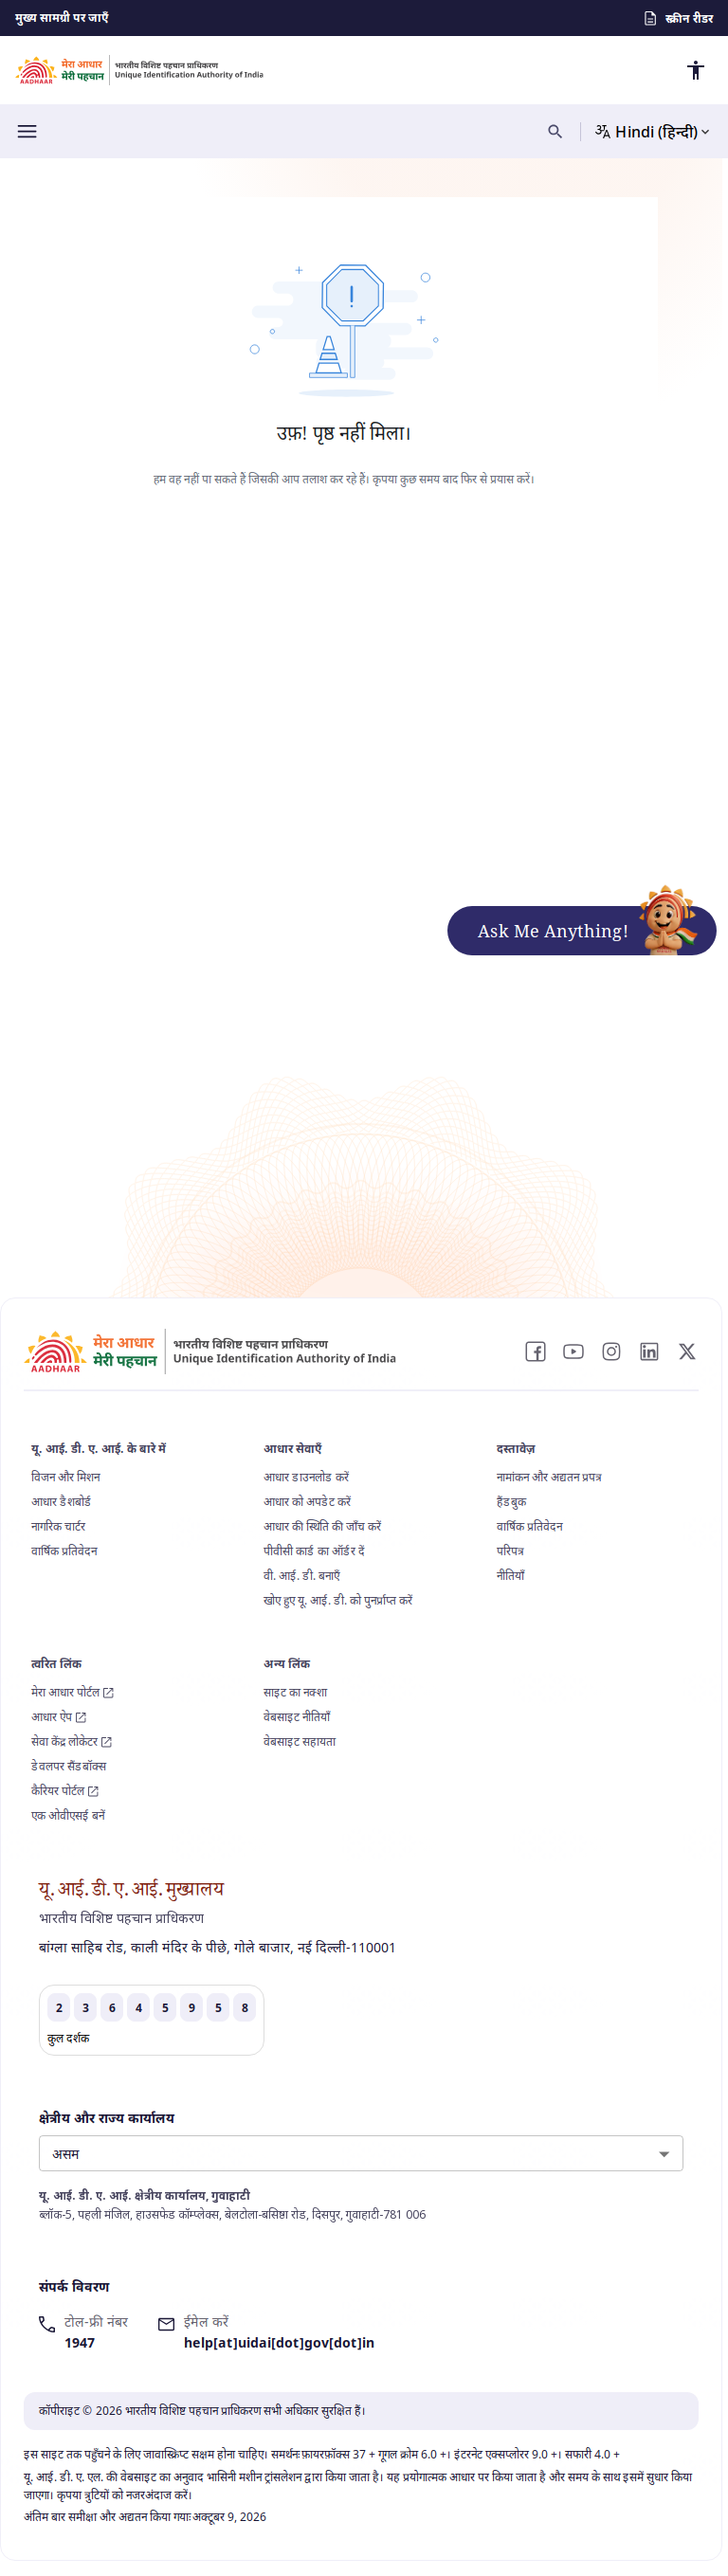 मुख्य सामग्री पर जाएँ
स्क्रीन रीडर
मेरा आधार
मेरी पहचान
AADHAAR
भारतीय विशिष्ट पहचान प्राधिकरण
Unique Identification Authority of India
Hindi (हिन्दी)
उफ़! पृष्ठ नहीं मिला।
हम वह नहीं पा सकते हैं जिसकी आप तलाश कर रहे हैं। कृपया कुछ समय बाद फिर से प्रयास करें।
Ask Me Anything!
मेरा आधार
मेरी पहचान
AADHAAR
भारतीय विशिष्ट पहचान प्राधिकरण
Unique Identification Authority of India
यू. आई. डी. ए. आई. के बारे में
विजन और मिशन
आधार डैशबोर्ड
नागरिक चार्टर
वार्षिक प्रतिवेदन
आधार सेवाएँ
आधार डाउनलोड करें
आधार को अपडेट करें
आधार की स्थिति की जाँच करें
पीवीसी कार्ड का ऑर्डर दें
वी. आई. डी. बनाएँ
खोए हुए यू. आई. डी. को पुनर्प्राप्त करें
दस्तावेज़
नामांकन और अद्यतन प्रपत्र
हैंडबुक
वार्षिक प्रतिवेदन
परिपत्र
नीतियाँ
त्वरित लिंक
मेरा आधार पोर्टल
आधार ऐप
सेवा केंद्र लोकेटर
डेवलपर सैंडबॉक्स
कैरियर पोर्टल
एक ओवीएसई बनें
अन्य लिंक
साइट का नक्शा
वेबसाइट नीतियाँ
वेबसाइट सहायता
यू. आई. डी. ए. आई. मुख्यालय
भारतीय विशिष्ट पहचान प्राधिकरण
बांग्ला साहिब रोड, काली मंदिर के पीछे, गोले बाजार, नई दिल्ली-110001
2 3 6 4 5 9 5 8
कुल दर्शक
क्षेत्रीय और राज्य कार्यालय
असम
यू. आई. डी. ए. आई. क्षेत्रीय कार्यालय, गुवाहाटी
ब्लॉक-5, पहली मंजिल, हाउसफेड कॉम्प्लेक्स, बेलटोला-बसिष्ठा रोड, दिसपुर, गुवाहाटी-781 006
संपर्क विवरण
टोल-फ्री नंबर
1947
ईमेल करें
help[at]uidai[dot]gov[dot]in
कॉपीराइट © 2026 भारतीय विशिष्ट पहचान प्राधिकरण सभी अधिकार सुरक्षित हैं।
इस साइट तक पहुँचने के लिए जावास्क्रिप्ट सक्षम होना चाहिए। समर्थनः फ़ायरफ़ॉक्स 37 + गूगल क्रोम 6.0 +। इंटरनेट एक्सप्लोरर 9.0 +। सफारी 4.0 +
यू. आई. डी. ए. एल. की वेबसाइट का अनुवाद भासिनी मशीन ट्रांसलेशन द्वारा किया जाता है। यह प्रयोगात्मक आधार पर किया जाता है और समय के साथ इसमें सुधार किया
जाएगा। कृपया त्रुटियों को नजरअंदाज करें।
अंतिम बार समीक्षा और अद्यतन किया गयाः अक्टूबर 9, 2026